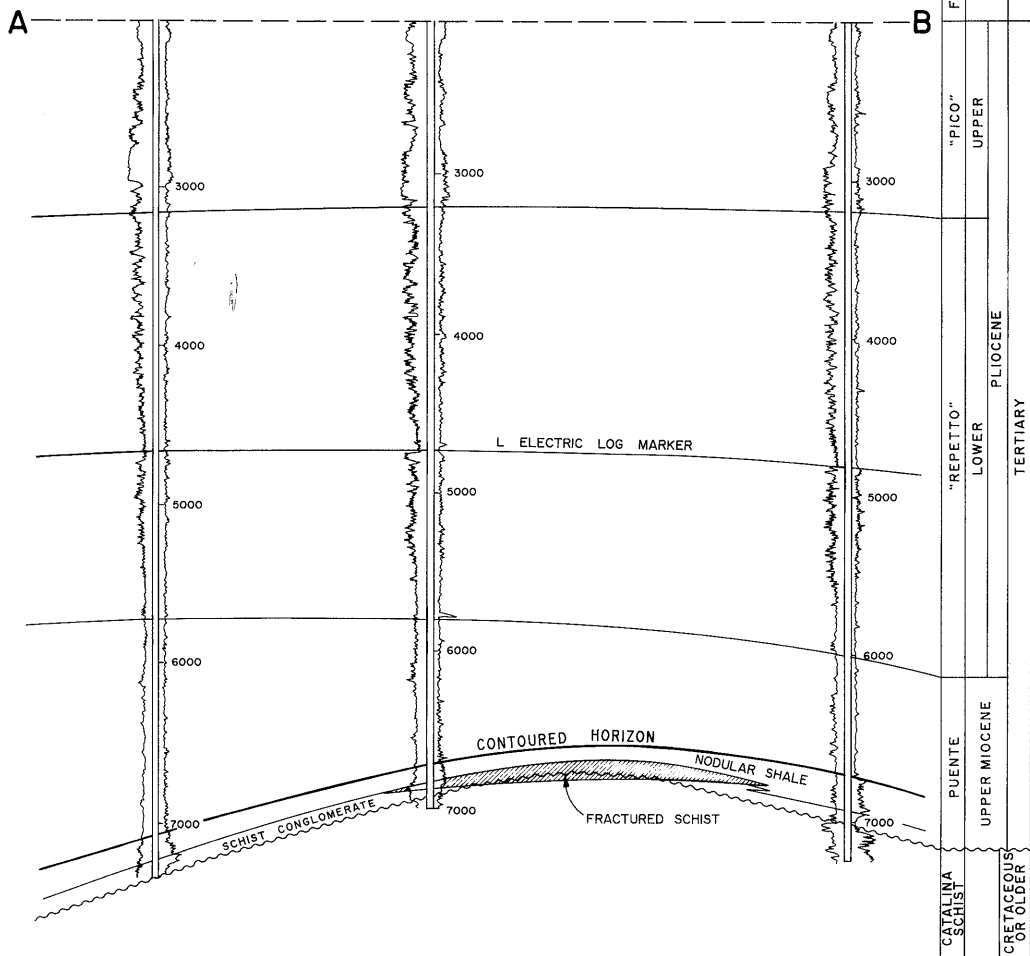 A
B
F
"PICO"
UPPER
3000
3000
3000
4000
4000
4000
L ELECTRIC LOG MARKER
"REPETTO"
LOWER
PLIOCENE
TERTIARY
5000
5000
5000
6000
6000
6000
CONTOURED HORIZON
NODULAR SHALE
PUENTE
UPPER MIOCENE
7000
7000
7000
SCHIST CONGLOMERATE
FRACTURED SCHIST
CATALINA
SCHIST
CRETACEOUS
OR OLDER